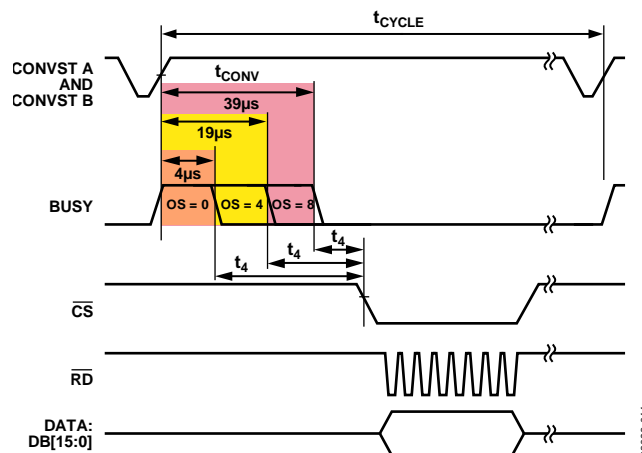 tCYCLE
CONVST A
AND
CONVST B
tCONV
39µs
19µs
4µs
BUSY
OS = 0
OS = 4
OS = 8
t4
t4
t4
CS
RD
DATA:
DB[15:0]